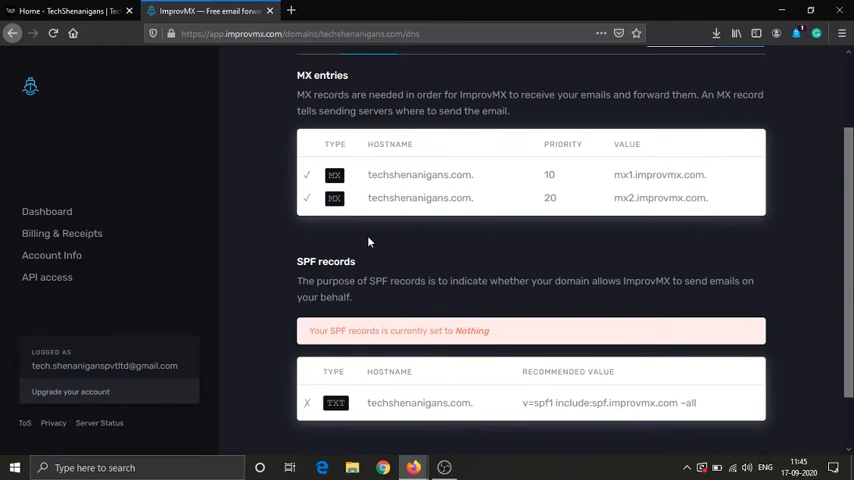 Home - TechShenanigans | Tec
ImprovMX — Free email forwa
https://app.improvmx.com/domains/techshenanigans.com/dns
MX entries
MX records are needed in order for ImprovMX to receive your emails and forward them. An MX record
tells sending servers where to send the email.
TYPE HOSTNAME PRIORITY VALUE
✓ MX techshenanigans.com. 10 mx1.improvmx.com.
✓ MX techshenanigans.com. 20 mx2.improvmx.com.
Dashboard
Billing & Receipts
Account Info
API access
SPF records
The purpose of SPF records is to indicate whether your domain allows ImprovMX to send emails on
your behalf.
Your SPF records is currently set to Nothing
TYPE HOSTNAME RECOMMENDED VALUE
✗ TXT techshenanigans.com. v=spf1 include:spf.improvmx.com ~all
LOGGED AS
tech.shenaniganspvtltd@gmail.com
Upgrade your account
ToS Privacy Server Status
Type here to search
ENG
11:45
17-09-2020